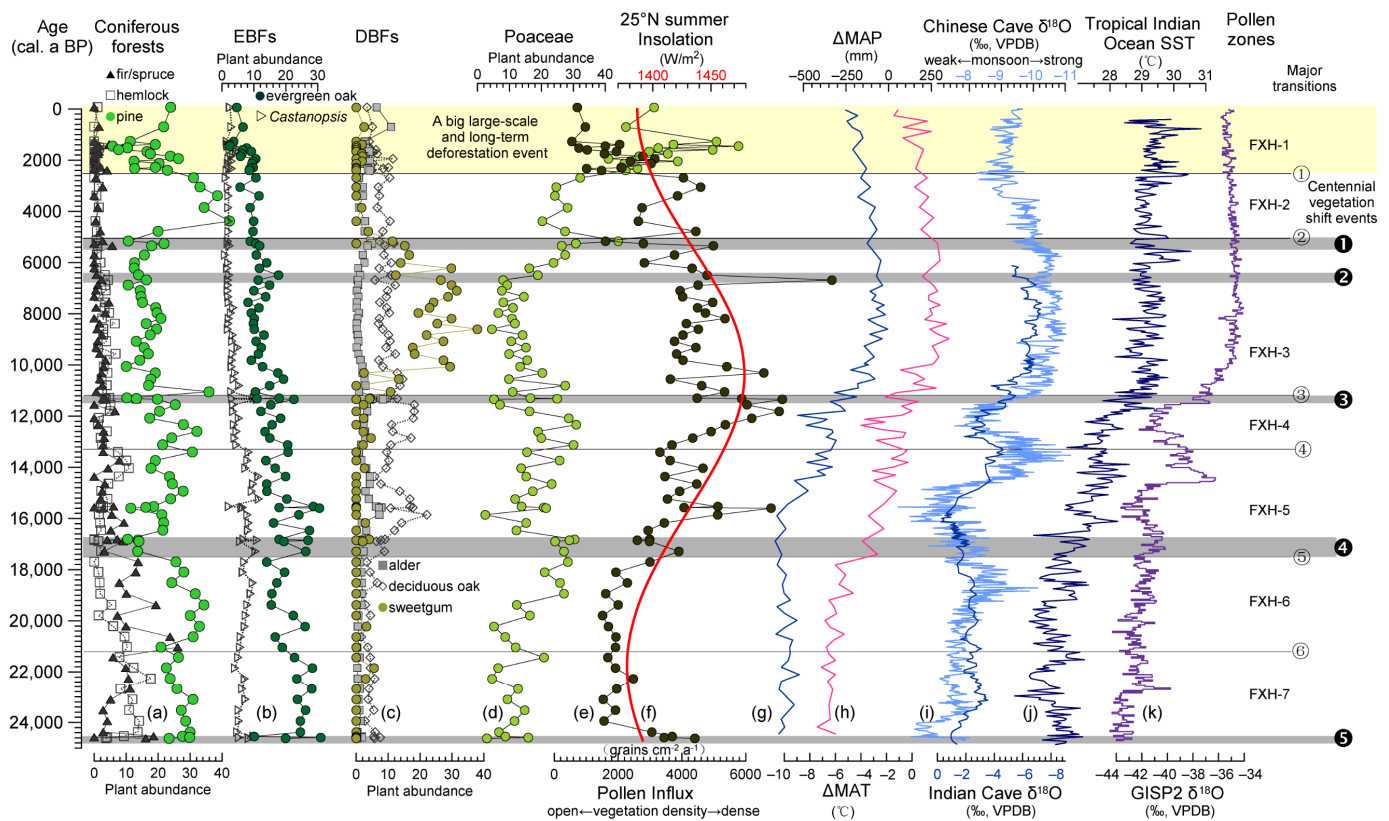 Age
(cal. a BP)
Coniferous
forests
EBFs
DBFs
Poaceae
25°N summer
Insolation
(W/m²)
ΔMAP
(mm)
Chinese Cave δ¹⁸O
(‰, VPDB)
weak←monsoon→strong
Tropical Indian
Ocean SST
(℃)
Pollen
zones
Major
transitions
Plant abundance
0 10 20 30
Plant abundance
0 10 20 30 40
1400 1450
−500 −250 0 250
−8 −9 −10 −11
28 29 30 31
fir/spruce
hemlock
pine
evergreen oak
Castanopsis
A big large-scale
and long-term
deforestation event
0
2000
4000
6000
8000
10,000
12,000
14,000
16,000
18,000
20,000
22,000
24,000
FXH-1
①
Centennial
vegetation
shift events
FXH-2
②
❶
❷
FXH-3
③
❸
FXH-4
④
FXH-5
❹
⑤
FXH-6
⑥
FXH-7
❺
alder
deciduous oak
sweetgum
(a) (b) (c) (d) (e) (f) (g) (h) (i) (j) (k)
(grains cm⁻² a⁻¹)
0 10 20 30 40
Plant abundance
0 10 20 30 40
Plant abundance
0 2000 4000 6000
Pollen Influx
open←vegetation density→dense
−10 −8 −6 −4 −2 0
ΔMAT
(℃)
0 −2 −4 −6 −8 −10
Indian Cave δ¹⁸O
(‰, VPDB)
−44 −42 −40 −38 −36 −34
GISP2 δ¹⁸O
(‰, VPDB)